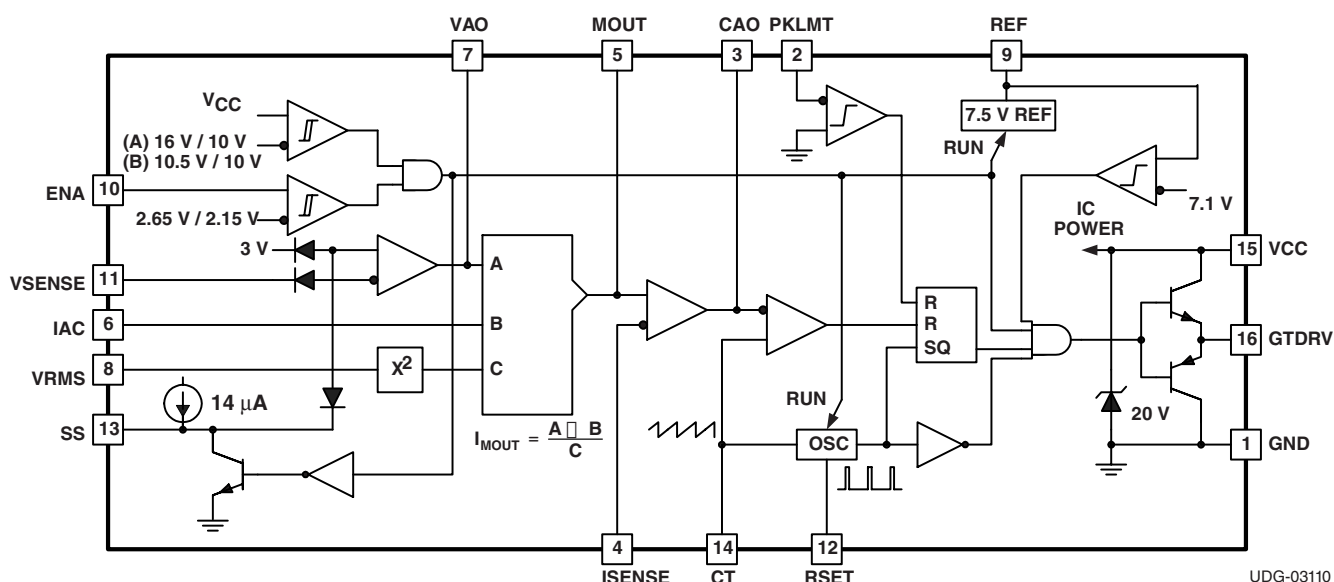 VAO MOUT CAO PKLMT REF
7 5 3 2 9
VCC
(A) 16 V / 10 V
(B) 10.5 V / 10 V
7.5 V REF
RUN
ENA 10
2.65 V / 2.15 V
7.1 V
IC
POWER
3 V
15 VCC
VSENSE 11
A
IAC 6
B
R
R
SQ
16 GTDRV
VRMS 8
X2
C
14 μA
RUN
20 V
SS 13
IMOUT = A □ B
C
OSC
1 GND
4 14 12
ISENSE CT RSET
UDG-03110